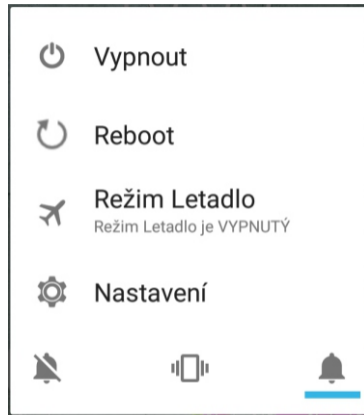 Vypnout
Reboot
Režim Letadlo
Režim Letadlo je VYPNUTÝ
Nastavení